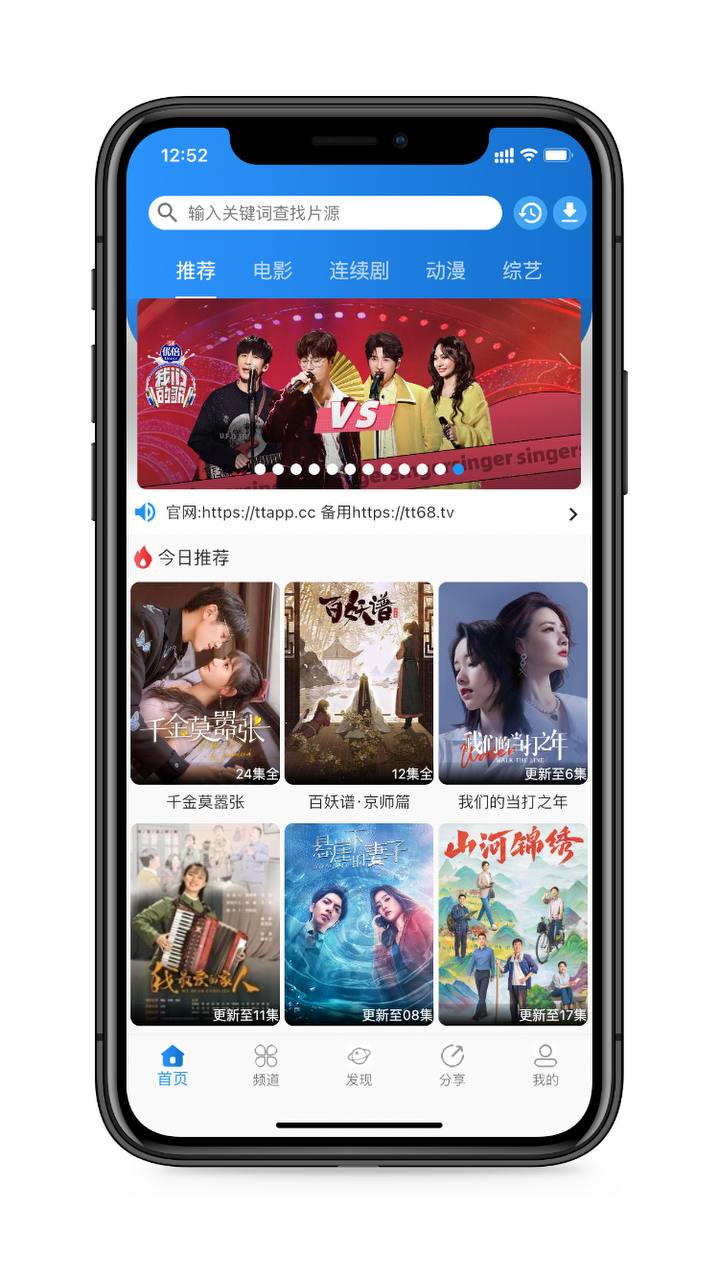 12:52
输入关键词查找片源
推荐 电影 连续剧 动漫 综艺
我们的歌
VS
singer singers
官网:https://ttapp.cc 备用https://tt68.tv
今日推荐
千金莫嚣张
24集全
百妖谱
12集全
我们的当打之年
WALK THE LINE
更新至6集
千金莫嚣张
百妖谱·京师篇
我们的当打之年
我最爱的家人
更新至11集
悬崖下的妻子
更新至08集
山河锦绣
更新至17集
首页 频道 发现 分享 我的